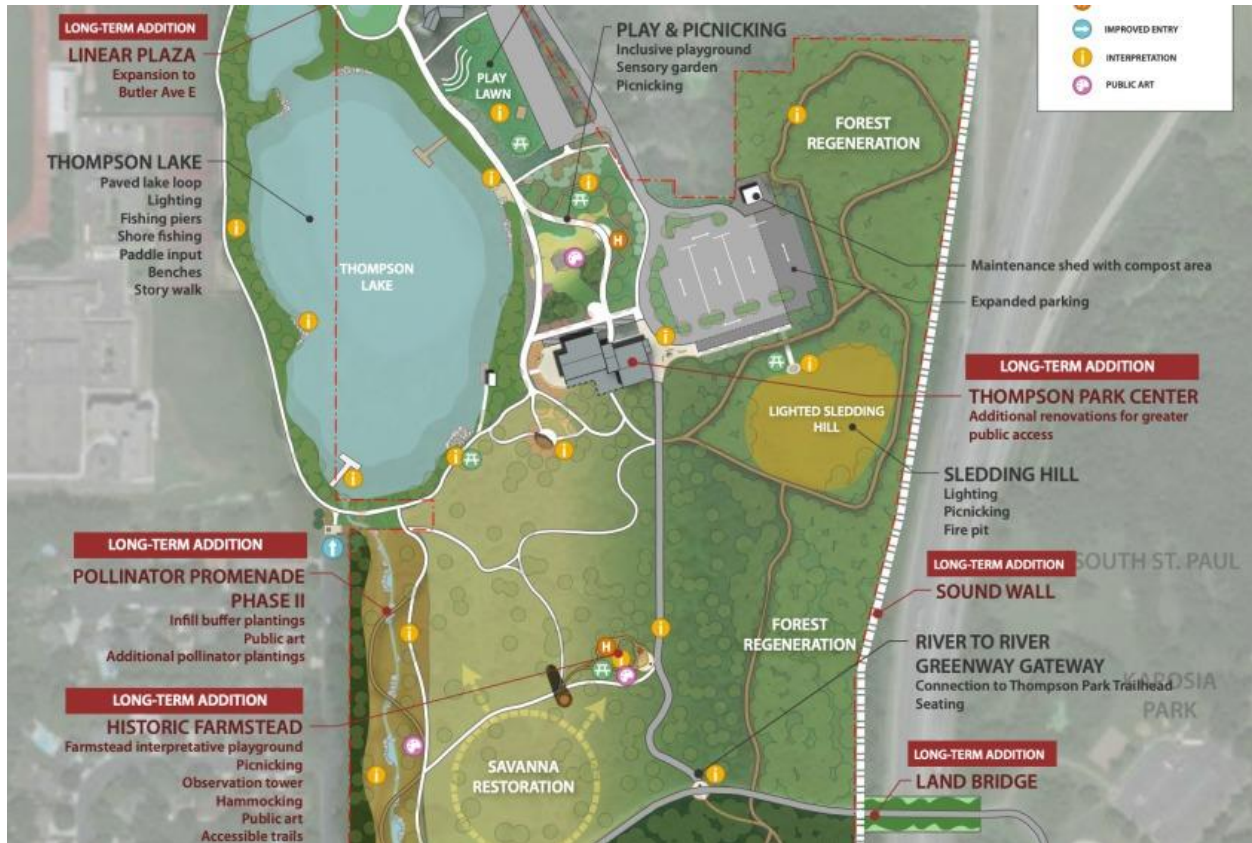 LONG-TERM ADDITION
LINEAR PLAZA
Expansion to
Butler Ave E
PLAY & PICNICKING
Inclusive playground
Sensory garden
Picnicking
IMPROVED ENTRY
INTERPRETATION
PUBLIC ART
PLAY
LAWN
FOREST
REGENERATION
THOMPSON LAKE
Paved lake loop
Lighting
Fishing piers
Shore fishing
Paddle input
Benches
Story walk
THOMPSON
LAKE
H
Maintenance shed with compost area
Expanded parking
LONG-TERM ADDITION
THOMPSON PARK CENTER
Additional renovations for greater
public access
LIGHTED SLEDDING
HILL
SLEDDING HILL
Lighting
Picnicking
Fire pit
LONG-TERM ADDITION
POLLINATOR PROMENADE
PHASE II
Infill buffer plantings
Public art
Additional pollinator plantings
SOUTH ST. PAUL
LONG-TERM ADDITION
SOUND WALL
FOREST
REGENERATION
RIVER TO RIVER
GREENWAY GATEWAY
Connection to Thompson Park Trailhead
Seating
KAROSIA
PARK
H
LONG-TERM ADDITION
HISTORIC FARMSTEAD
Farmstead interpretative playground
Picnicking
Observation tower
Hammocking
Public art
Accessible trails
SAVANNA
RESTORATION
LONG-TERM ADDITION
LAND BRIDGE